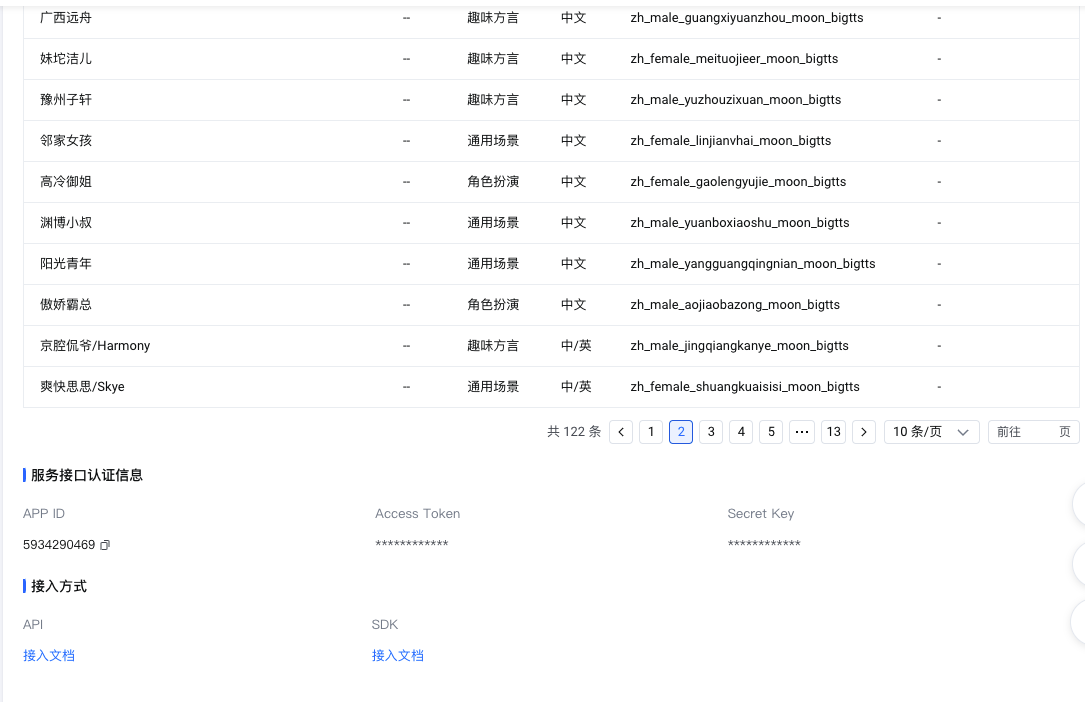 广西远舟 -- 趣味方言 中文 zh_male_guangxiyuanzhou_moon_bigtts -
妹坨洁儿 -- 趣味方言 中文 zh_female_meituojieer_moon_bigtts -
豫州子轩 -- 趣味方言 中文 zh_male_yuzhouzixuan_moon_bigtts -
邻家女孩 -- 通用场景 中文 zh_female_linjianvhai_moon_bigtts -
高冷御姐 -- 角色扮演 中文 zh_female_gaolengyujie_moon_bigtts -
渊博小叔 -- 通用场景 中文 zh_male_yuanboxiaoshu_moon_bigtts -
阳光青年 -- 通用场景 中文 zh_male_yangguangqingnian_moon_bigtts -
傲娇霸总 -- 角色扮演 中文 zh_male_aojiaobazong_moon_bigtts -
京腔侃爷/Harmony -- 趣味方言 中/英 zh_male_jingqiangkanye_moon_bigtts -
爽快思思/Skye -- 通用场景 中/英 zh_female_shuangkuaisisi_moon_bigtts -
共 122 条 < 1 2 3 4 5 ··· 13 > 10 条/页 前往 页
服务接口认证信息
APP ID Access Token Secret Key
5934290469 ************ ************
接入方式
API SDK
接入文档 接入文档